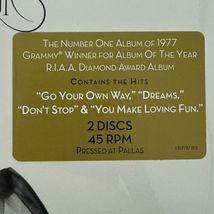 The Number One Album of 1977
Grammy® Winner for Album Of The Year
R.I.A.A. Diamond Award Album
Contains the Hits
"Go Your Own Way," "Dreams,"
"Don't Stop" & "You Make Loving Fun."
2 DISCS
45 RPM
Pressed at Pallas